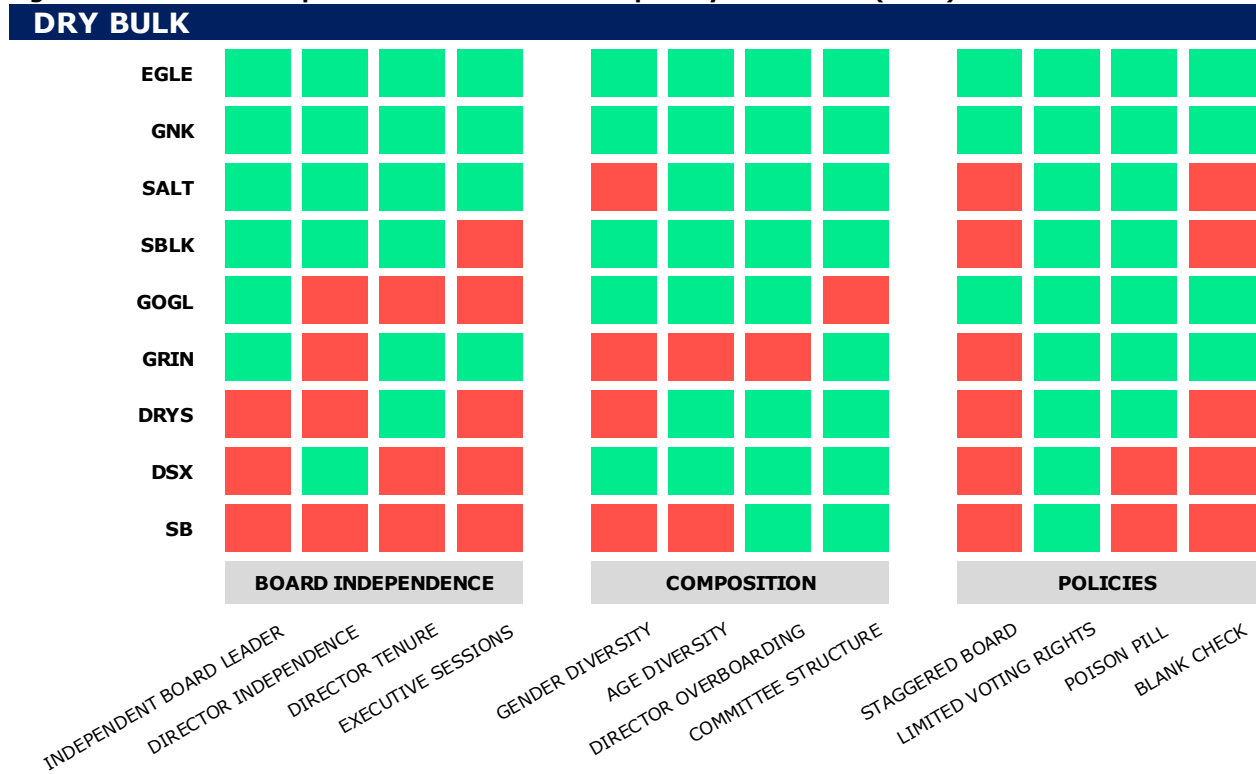 DRY BULK
EGLE
GNK
SALT
SBLK
GOGL
GRIN
DRYS
DSX
SB
BOARD INDEPENDENCE
COMPOSITION
POLICIES
INDEPENDENT BOARD LEADER
DIRECTOR INDEPENDENCE
DIRECTOR TENURE
EXECUTIVE SESSIONS
GENDER DIVERSITY
AGE DIVERSITY
DIRECTOR OVERBOARDING
COMMITTEE STRUCTURE
STAGGERED BOARD
LIMITED VOTING RIGHTS
POISON PILL
BLANK CHECK